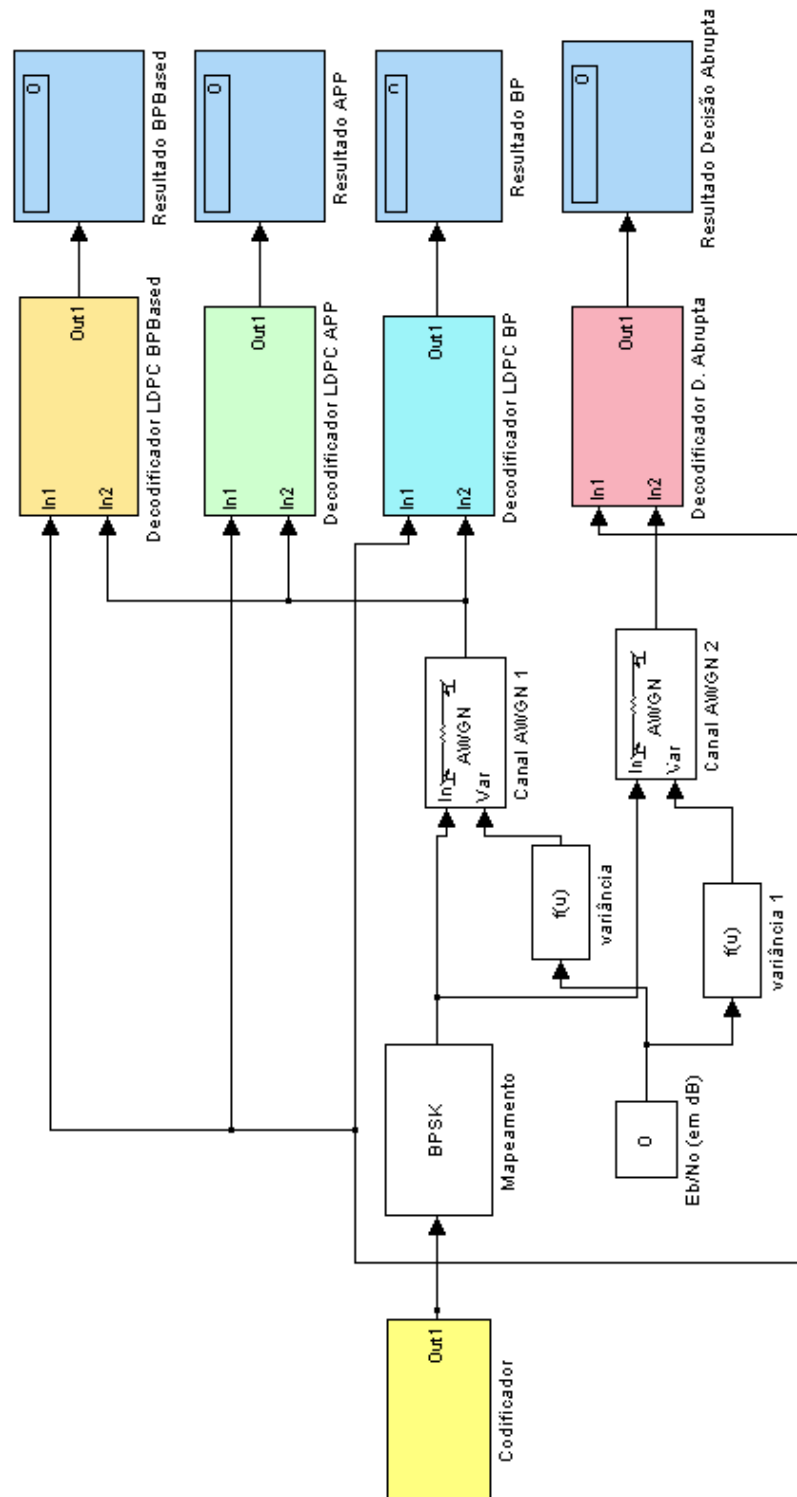 Codificador
Out1
BPSK
Mapeamento
0
Eb/No (em dB)
f(u)
variância
f(u)
variância 1
In
Var
AWGN
Canal AWGN 1
In
Var
AWGN
Canal AWGN 2
In1
In2
Out1
Decodificador LDPC BPBased
0
Resultado BPBased
In1
In2
Out1
Decodificador LDPC APP
0
Resultado APP
In1
In2
Out1
Decodificador LDPC BP
Resultado BP
In1
In2
Out1
Decodificador D. Abrupta
0
Resultado Decisão Abrupta